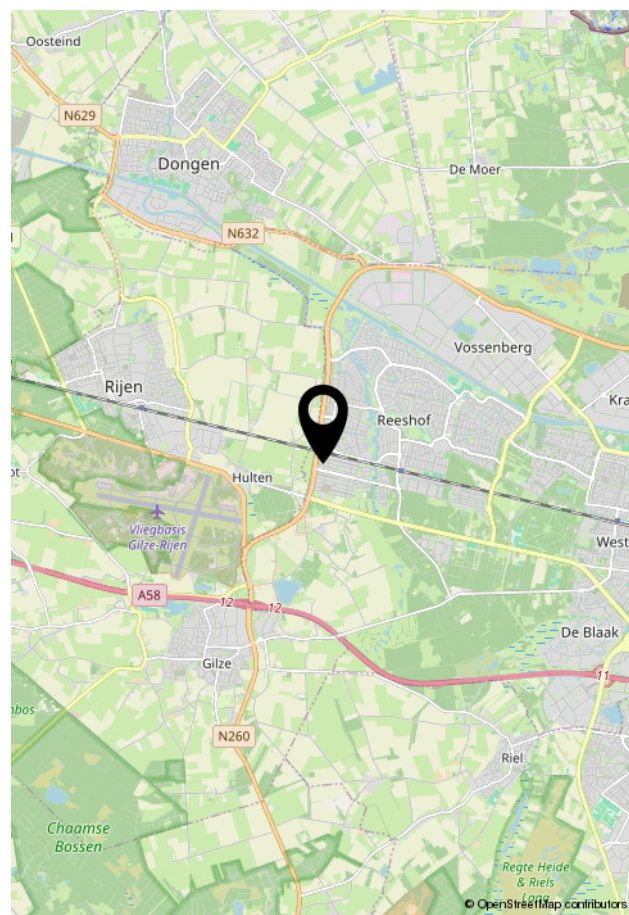 Oosteind
N629
Dongen
De Moer
N632
Vossenberg
Rijen
Kra
Reeshof
Hulten
Vliegbasis
Gilze-Rijen
West
A58
12
12
De Blaak
Gilze
11
N260
Riel
Chaamse
Bossen
Regte Heide
& Riels
Laag
© OpenStreetMap contributors